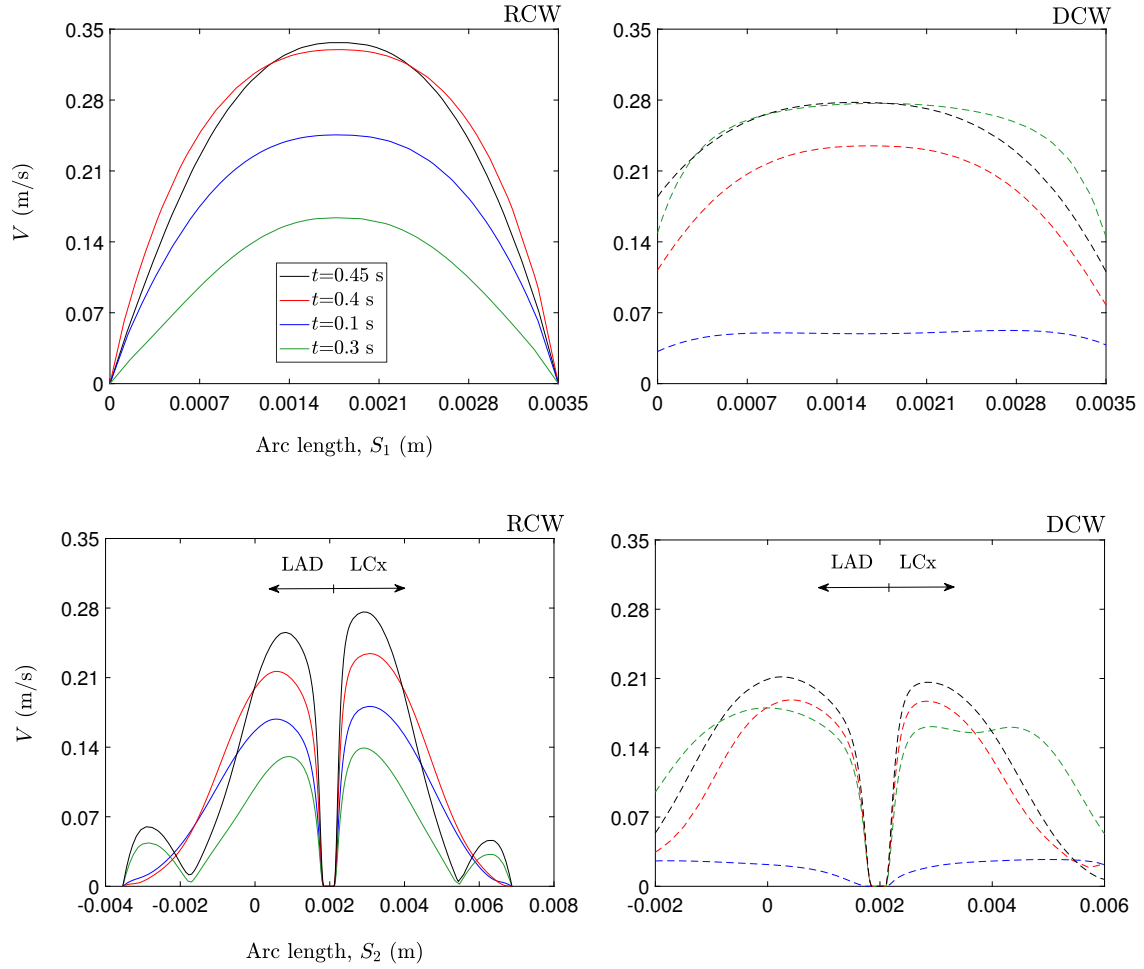 RCW
DCW
0.35
0.28
0.21
0.14
0.07
0
V (m/s)
t=0.45 s
t=0.4 s
t=0.1 s
t=0.3 s
0 0.0007 0.0014 0.0021 0.0028 0.0035
Arc length, S₁ (m)
0.35
0.28
0.21
0.14
0.07
0
0 0.0007 0.0014 0.0021 0.0028 0.0035
RCW
DCW
0.35
0.28
0.21
0.14
0.07
0
V (m/s)
LAD LCx
-0.004 -0.002 0 0.002 0.004 0.006 0.008
Arc length, S₂ (m)
0.35
0.28
0.21
0.14
0.07
0
LAD LCx
-0.002 0 0.002 0.004 0.006